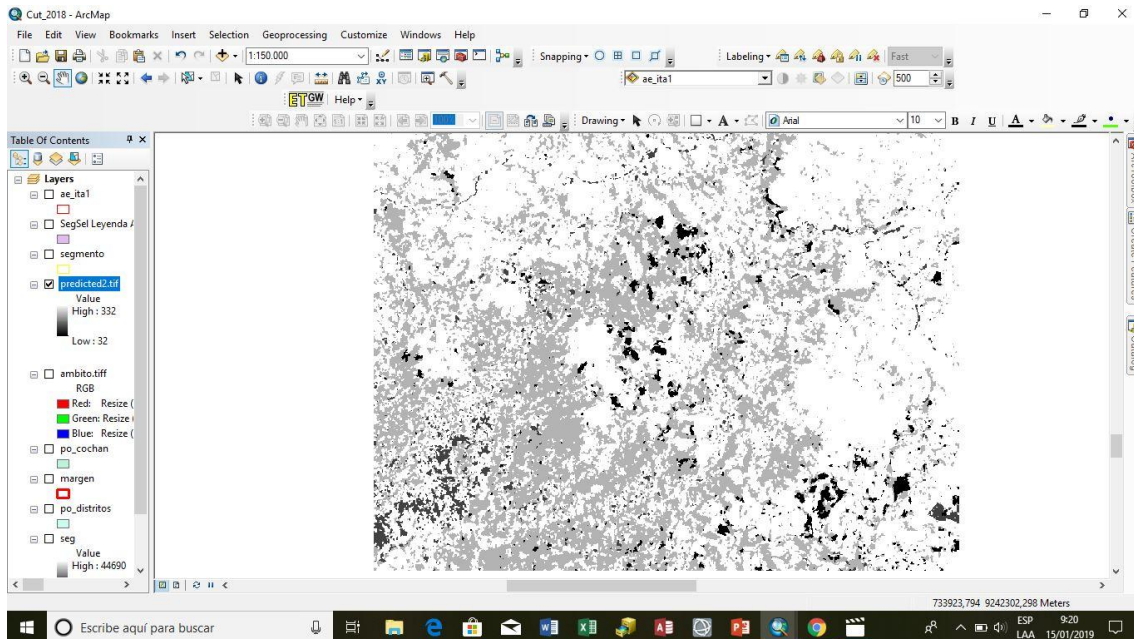 Cut_2018 - ArcMap
File Edit View Bookmarks Insert Selection Geoprocessing Customize Windows Help
1:150.000
Snapping
Labeling
Fast
ae_ita1
500
ET GW Help
Drawing
Arial
10
B I U A
Table Of Contents
Layers
ae_ita1
SegSel Leyenda
segmento
predicted2.tif
Value
High : 332
Low : 32
ambito.tiff
RGB
Red: Resize (
Green: Resize
Blue: Resize (
po_cochan
margen
po_distritos
seg
Value
High : 44690
733923,794 9242302,298 Meters
Escribe aquí para buscar
ESP
LAA
9:20
15/01/2019